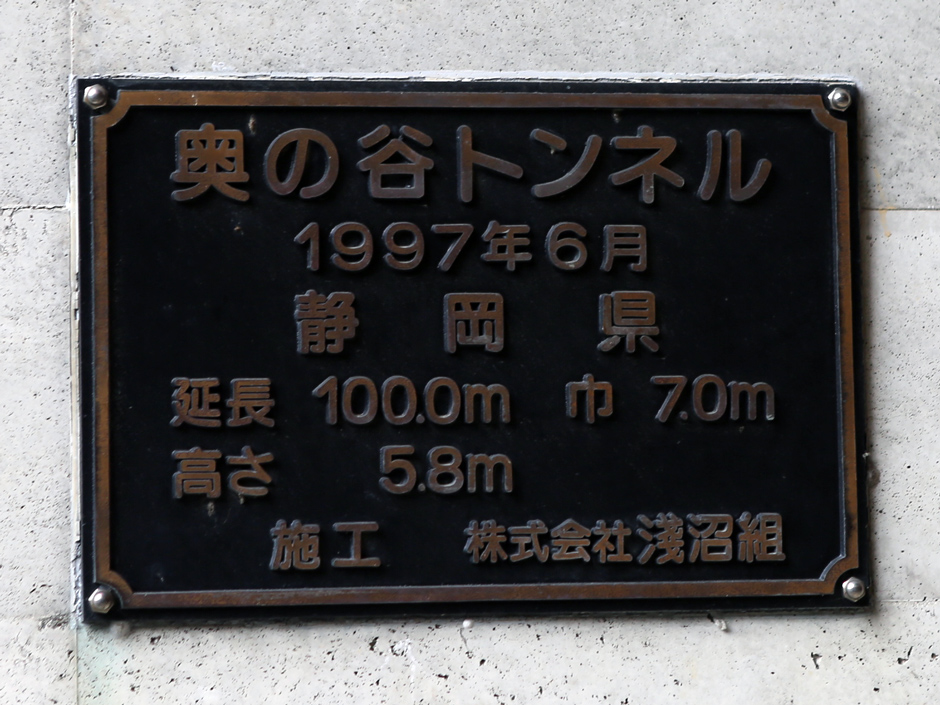 奥の谷トンネル
1997年6月
静岡県
延長 100.0m 巾 7.0m
高さ 5.8m
施工 株式会社淺沼組